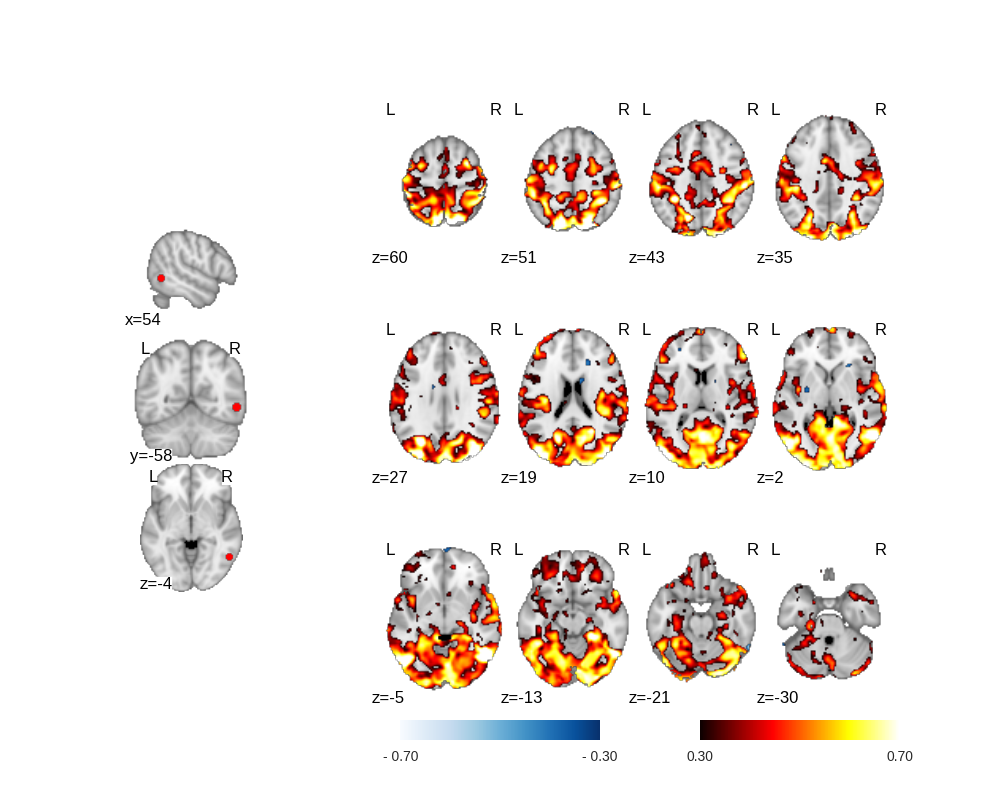 L R L R L R L R
z=60 z=51 z=43 z=35
x=54
L R
y=-58
L R
z=-4
L R L R L R L R
z=27 z=19 z=10 z=2
L R L R L R L R
z=-5 z=-13 z=-21 z=-30
- 0.70 - 0.30 0.30 0.70